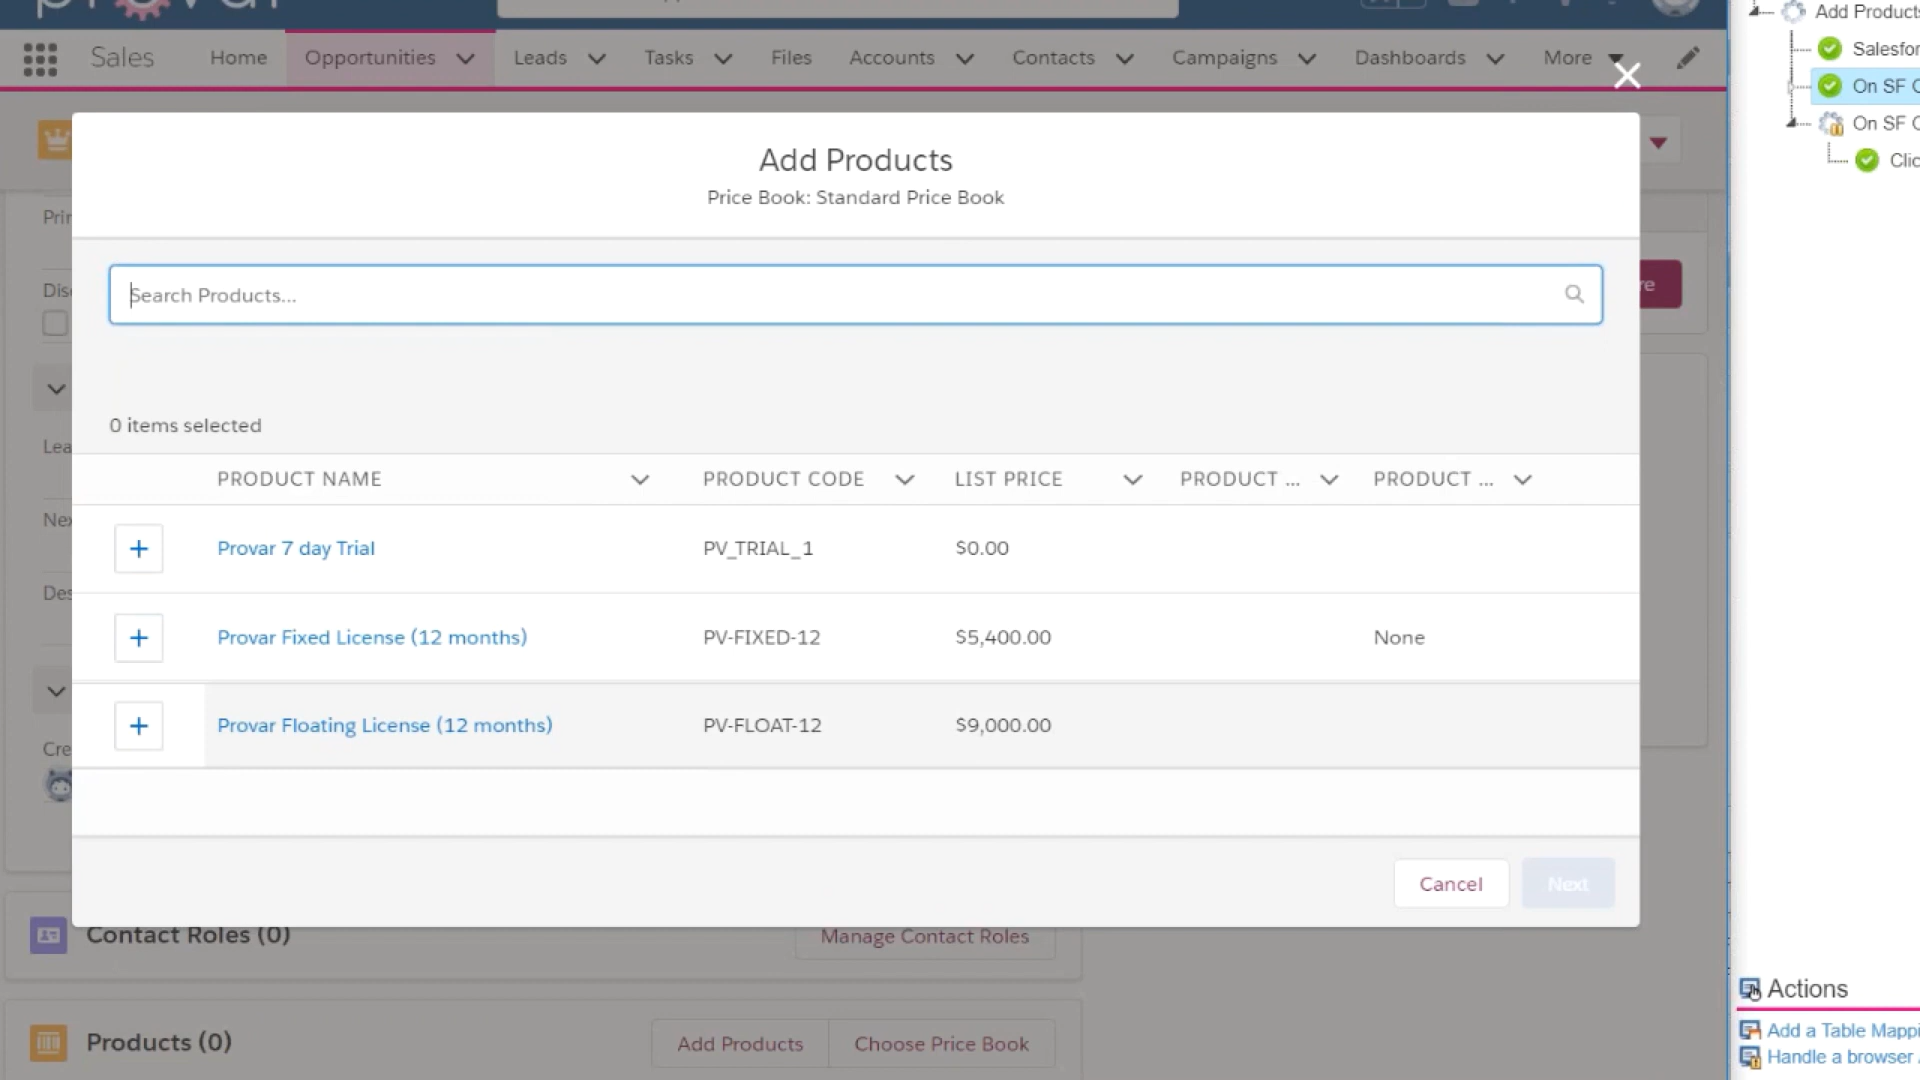 provar
Sales
Home
Opportunities
Leads
Tasks
Files
Accounts
Contacts
Campaigns
Dashboards
More
Add Products
Price Book: Standard Price Book
Search Products...
0 items selected
PRODUCT NAME
PRODUCT CODE
LIST PRICE
PRODUCT ...
PRODUCT ...
Provar 7 day Trial
PV_TRIAL_1
$0.00
Provar Fixed License (12 months)
PV-FIXED-12
$5,400.00
None
Provar Floating License (12 months)
PV-FLOAT-12
$9,000.00
Cancel
Next
Contact Roles (0)
Manage Contact Roles
Products (0)
Add Products
Choose Price Book
Add Products
On SF
On SF
Actions
Add a Table
Handle a browser